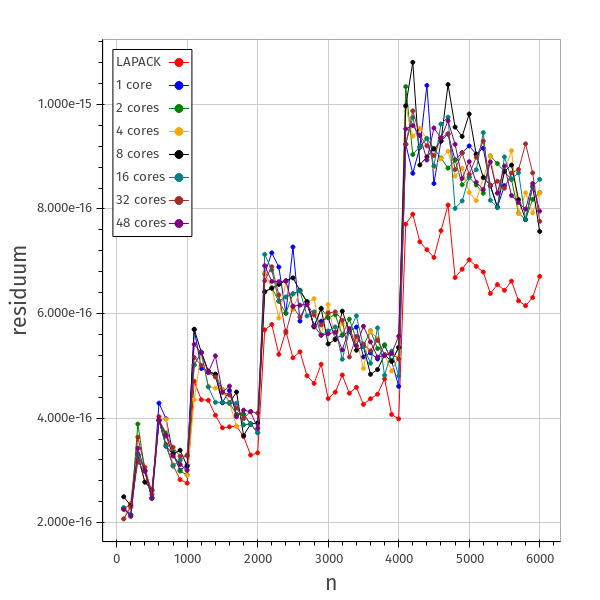 LAPACK
1 core
2 cores
4 cores
8 cores
16 cores
32 cores
48 cores
1.000e-15
8.000e-16
6.000e-16
4.000e-16
2.000e-16
residuum
0 1000 2000 3000 4000 5000 6000
n